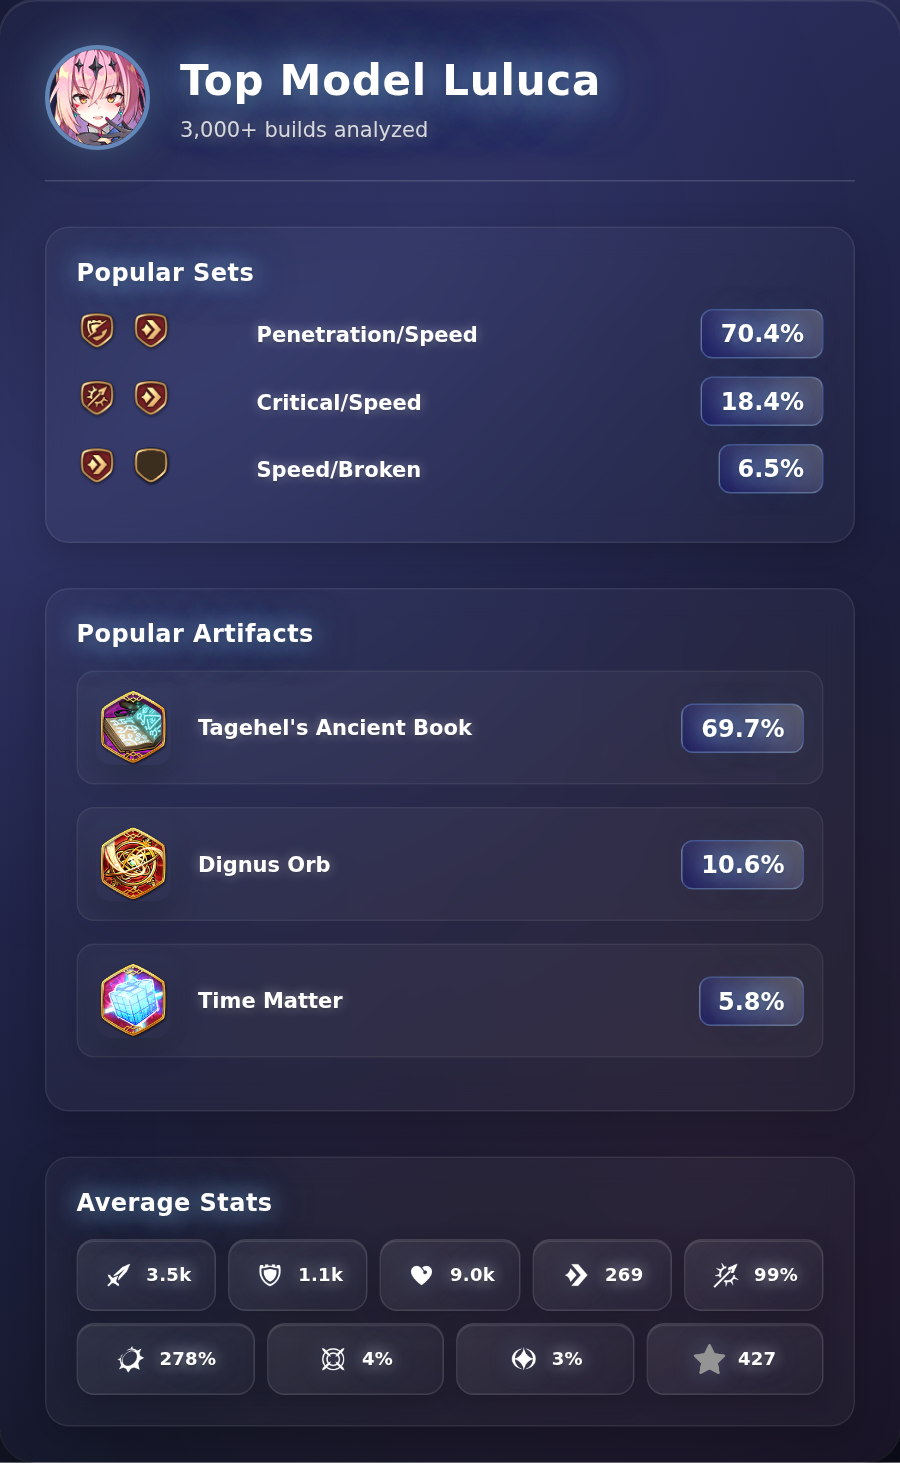 Top Model Luluca
3,000+ builds analyzed
Popular Sets
Penetration/Speed 70.4%
Critical/Speed 18.4%
Speed/Broken 6.5%
Popular Artifacts
Tagehel's Ancient Book 69.7%
Dignus Orb 10.6%
Time Matter 5.8%
Average Stats
3.5k 1.1k 9.0k 269 99%
278% 4% 3% 427